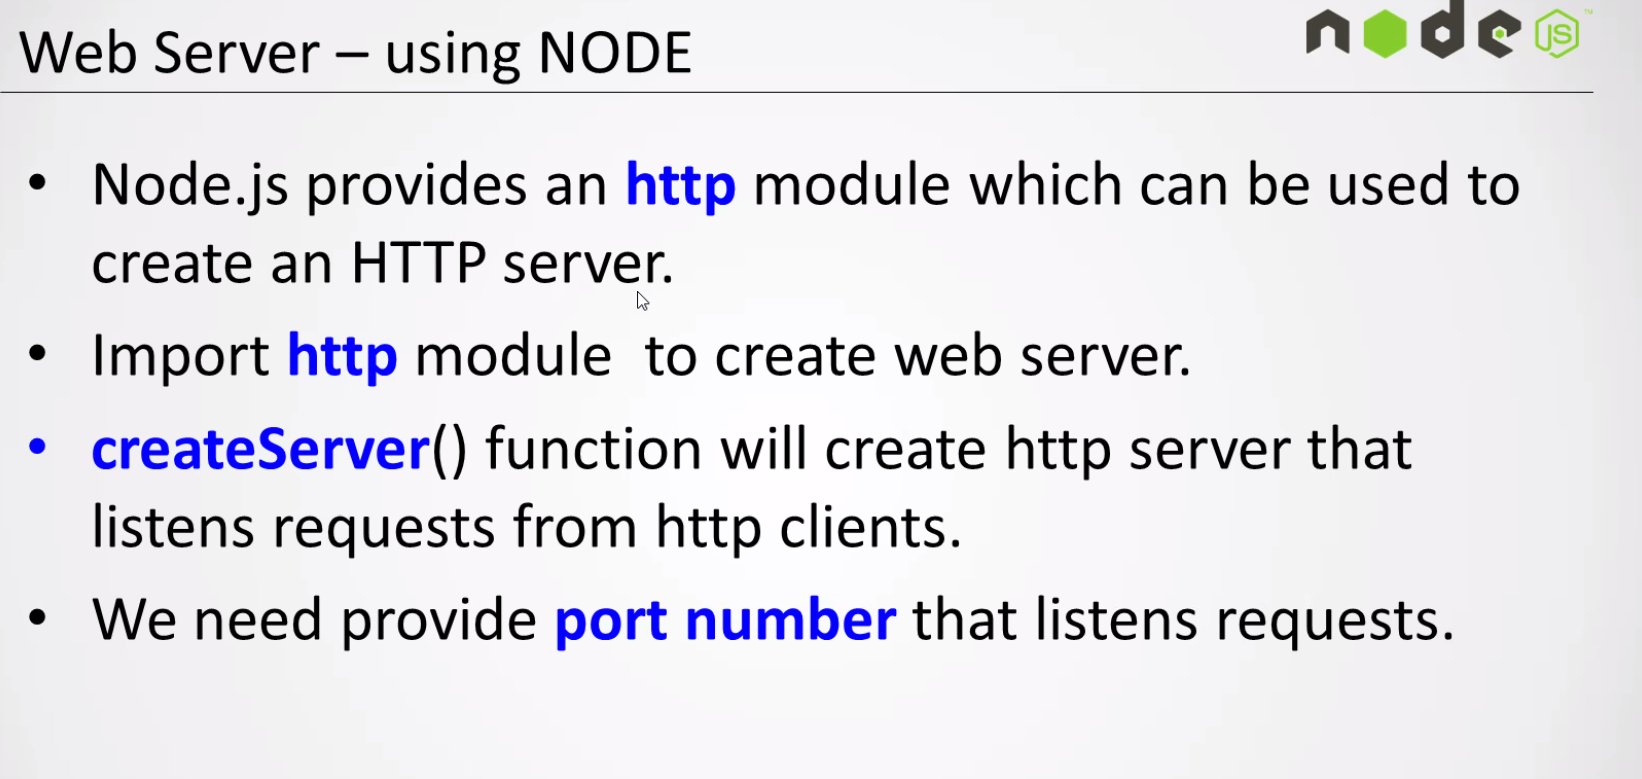 Web Server – using NODE
node JS ™
• Node.js provides an http module which can be used to
create an HTTP server.
• Import http module  to create web server.
• createServer() function will create http server that
listens requests from http clients.
• We need provide port number that listens requests.